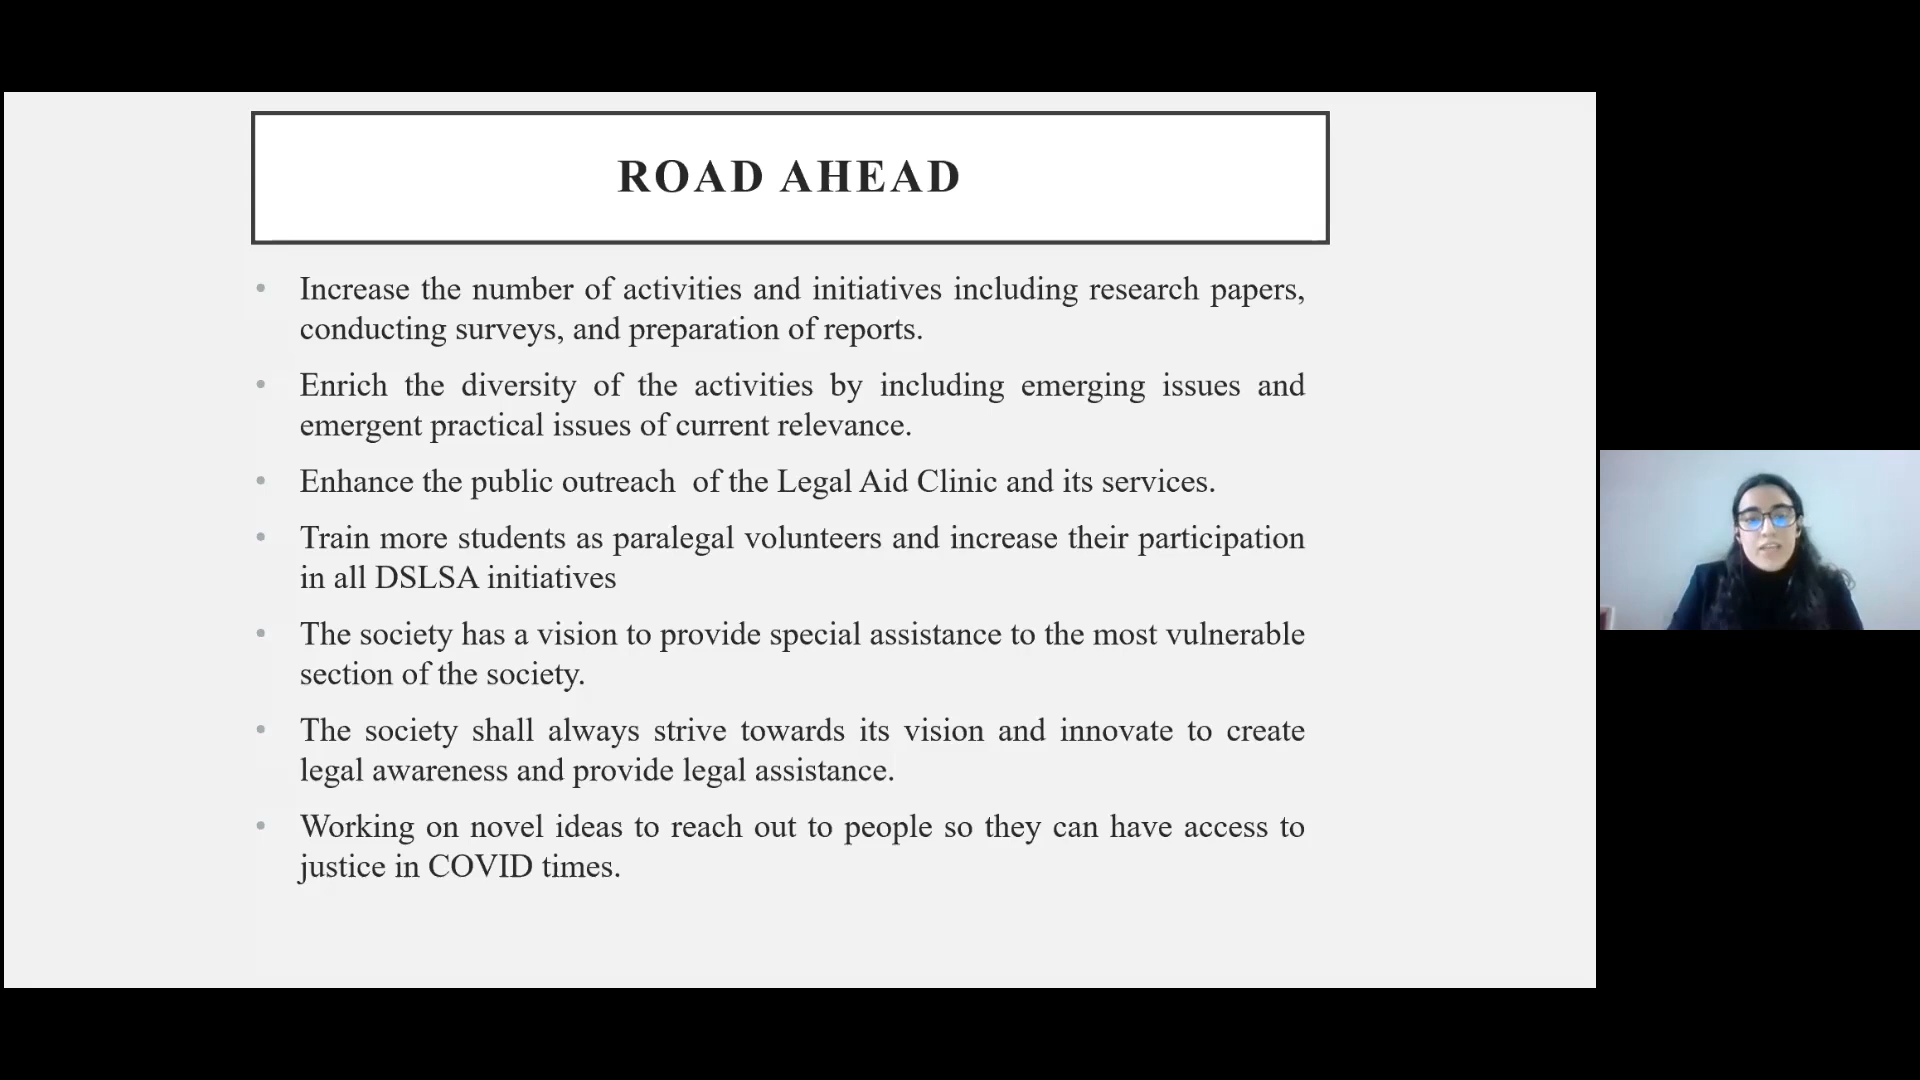 ROAD AHEAD
• Increase the number of activities and initiatives including research papers,
conducting surveys, and preparation of reports.
• Enrich the diversity of the activities by including emerging issues and
emergent practical issues of current relevance.
• Enhance the public outreach  of the Legal Aid Clinic and its services.
• Train more students as paralegal volunteers and increase their participation
in all DSLSA initiatives
• The society has a vision to provide special assistance to the most vulnerable
section of the society.
• The society shall always strive towards its vision and innovate to create
legal awareness and provide legal assistance.
• Working on novel ideas to reach out to people so they can have access to
justice in COVID times.